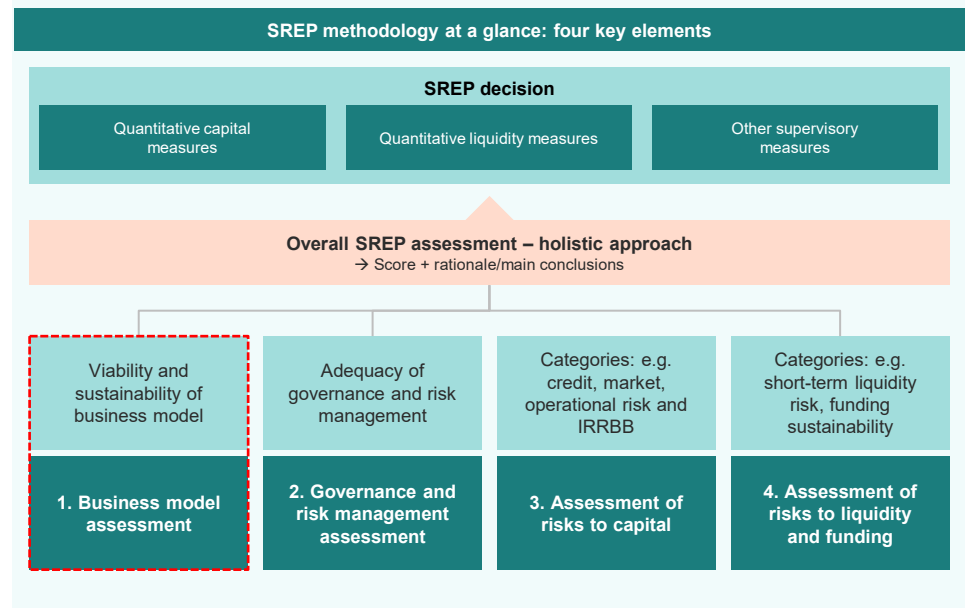 SREP methodology at a glance: four key elements
SREP decision
Quantitative capital
measures
Quantitative liquidity measures
Other supervisory
measures
Overall SREP assessment – holistic approach
→ Score + rationale/main conclusions
Viability and
sustainability of
business model
Adequacy of
governance and risk
management
Categories: e.g.
credit, market,
operational risk and
IRRBB
Categories: e.g.
short-term liquidity
risk, funding
sustainability
1. Business model
assessment
2. Governance and
risk management
assessment
3. Assessment of
risks to capital
4. Assessment of
risks to liquidity
and funding